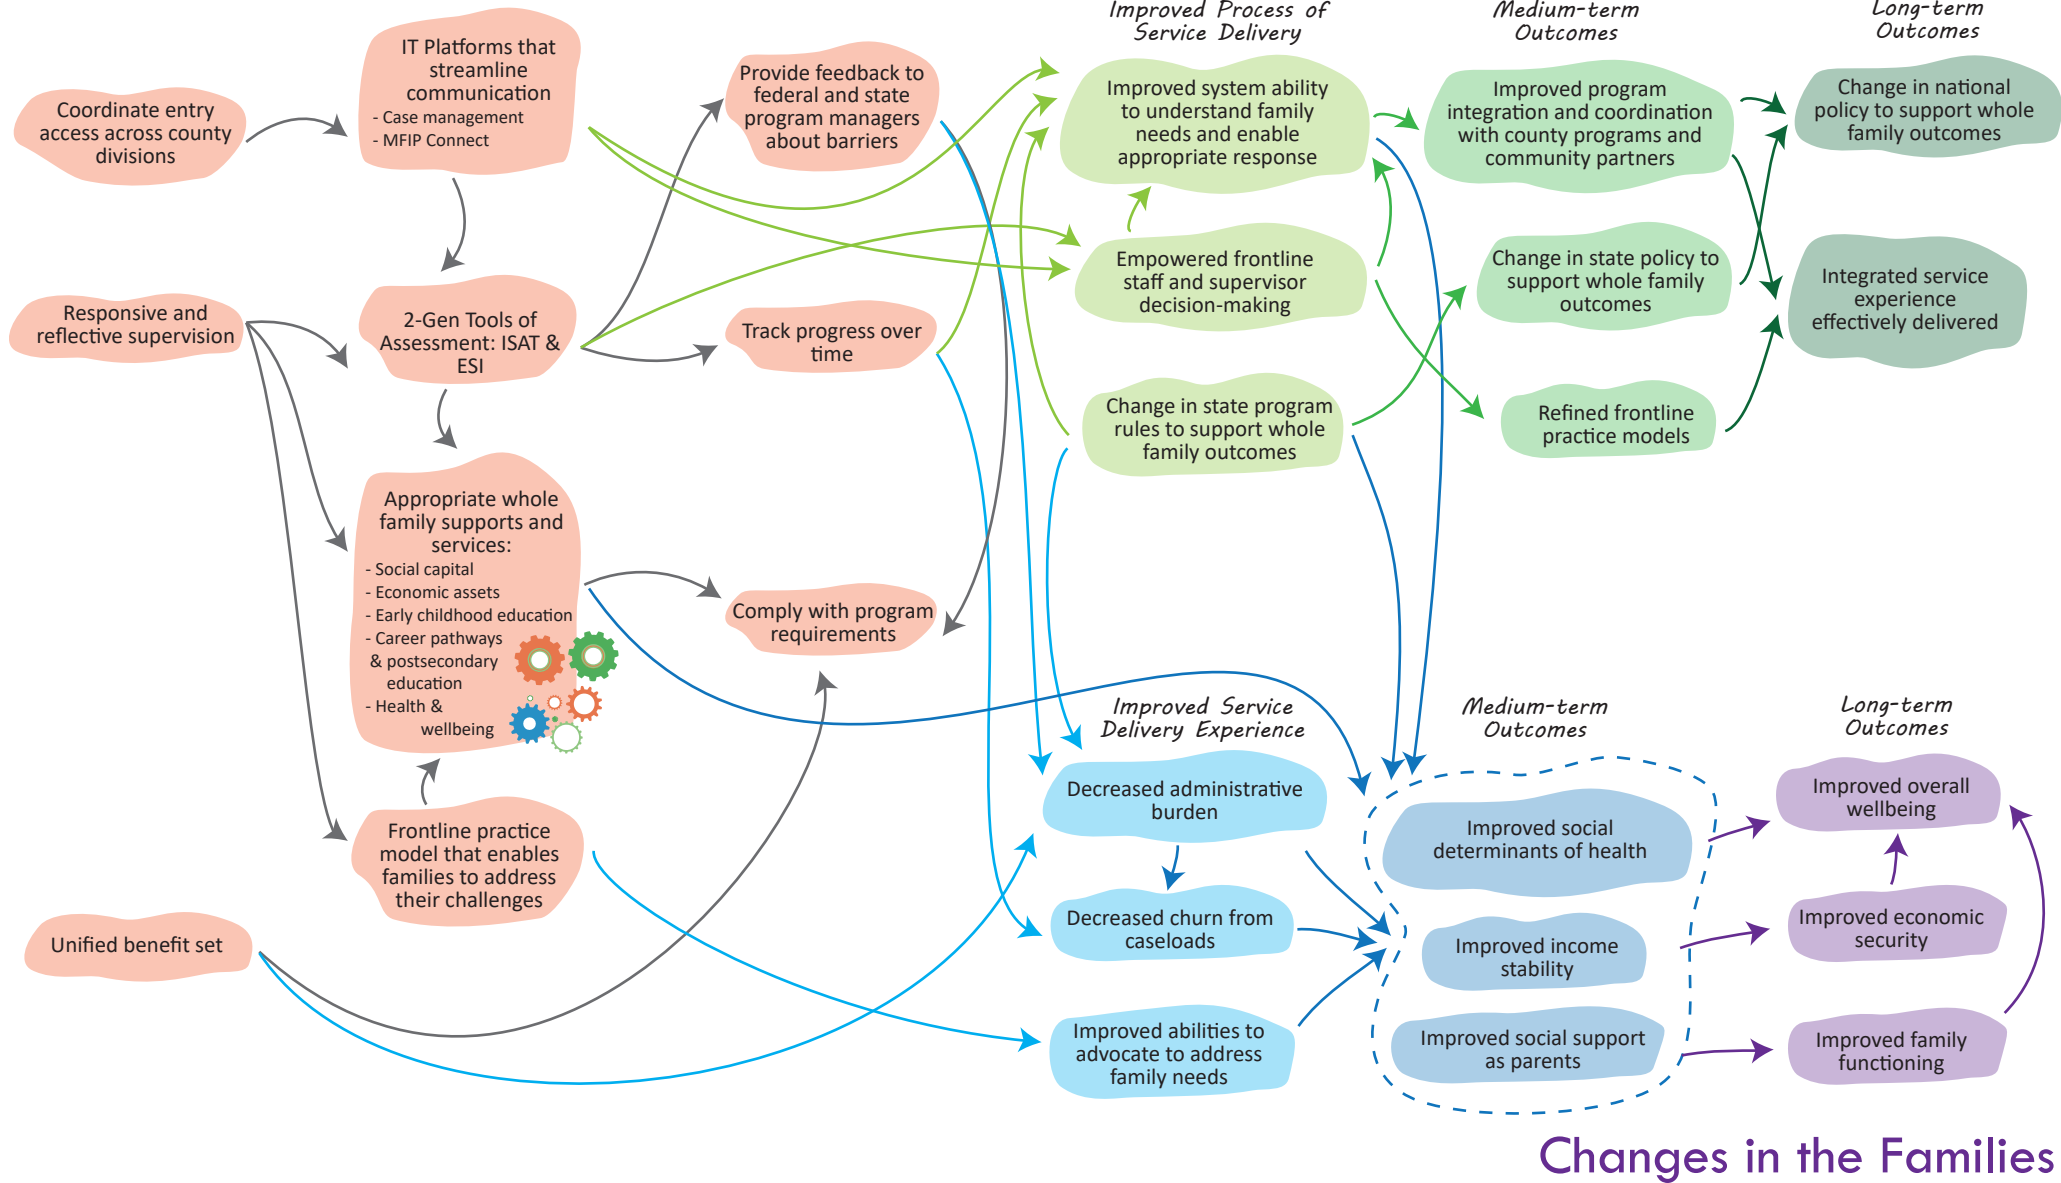 Improved Process of
Service Delivery
Medium-term
Outcomes
Long-term
Outcomes
Coordinate entry
access across county
divisions
IT Platforms that
streamline
communication
- Case management
- MFIP Connect
Provide feedback to
federal and state
program managers
about barriers
Improved system ability
to understand family
needs and enable
appropriate response
Improved program
integration and coordination
with county programs and
community partners
Change in national
policy to support whole
family outcomes
Responsive and
reflective supervision
2-Gen Tools of
Assessment: ISAT &
ESI
Track progress over
time
Empowered frontline
staff and supervisor
decision-making
Change in state policy to
support whole family
outcomes
Integrated service
experience
effectively delivered
Change in state program
rules to support whole
family outcomes
Refined frontline
practice models
Appropriate whole
family supports and
services:
- Social capital
- Economic assets
- Early childhood education
- Career pathways
& postsecondary
education
- Health &
wellbeing
Comply with program
requirements
Improved Service
Delivery Experience
Medium-term
Outcomes
Long-term
Outcomes
Decreased administrative
burden
Improved social
determinants of health
Improved overall
wellbeing
Frontline practice
model that enables
families to address
their challenges
Decreased churn from
caseloads
Improved income
stability
Improved economic
security
Unified benefit set
Improved abilities to
advocate to address
family needs
Improved social support
as parents
Improved family
functioning
Changes in the Families